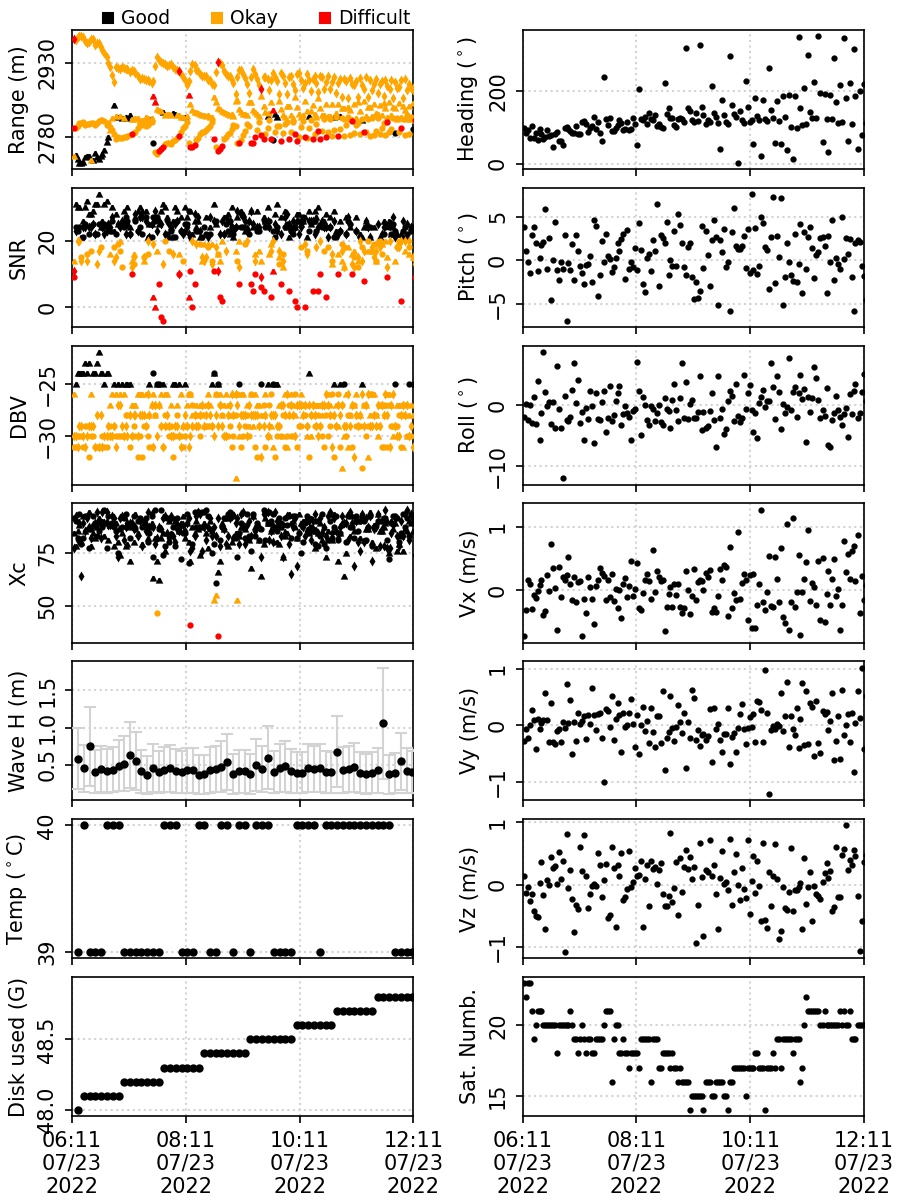 Good Okay Difficult
Range (m)
2930
2780
Heading (°)
200
0
SNR
20
0
Pitch (°)
5
0
−5
DBV
−25
−30
Roll (°)
0
−10
Xc
75
50
Vx (m/s)
1
0
Wave H (m)
1.5
1.0
0.5
Vy (m/s)
1
0
−1
Temp (°C)
40
39
Vz (m/s)
1
0
−1
Disk used (G)
48.5
48.0
Sat. Numb.
20
15
06:11 08:11 10:11 12:11
07/23 07/23 07/23 07/23
2022 2022 2022 2022
06:11 08:11 10:11 12:11
07/23 07/23 07/23 07/23
2022 2022 2022 2022